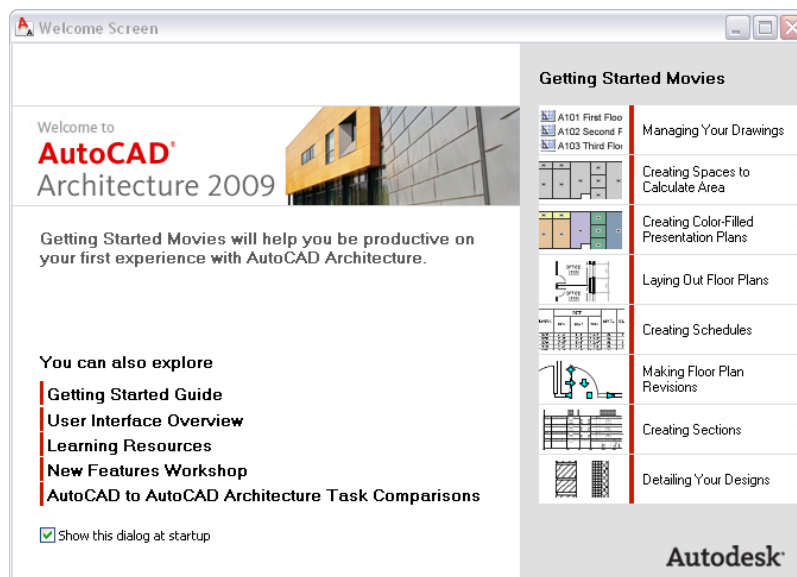 Welcome Screen
Welcome to
AutoCAD®
Architecture 2009
Getting Started Movies will help you be productive on
your first experience with AutoCAD Architecture.
You can also explore
Getting Started Guide
User Interface Overview
Learning Resources
New Features Workshop
AutoCAD to AutoCAD Architecture Task Comparisons
Show this dialog at startup
Getting Started Movies
A101 First Floo
A102 Second F
A103 Third Floo
Managing Your Drawings
Creating Spaces to
Calculate Area
Creating Color-Filled
Presentation Plans
OFFICE
OFFICE
Laying Out Floor Plans
Creating Schedules
Making Floor Plan
Revisions
Creating Sections
Detailing Your Designs
Autodesk